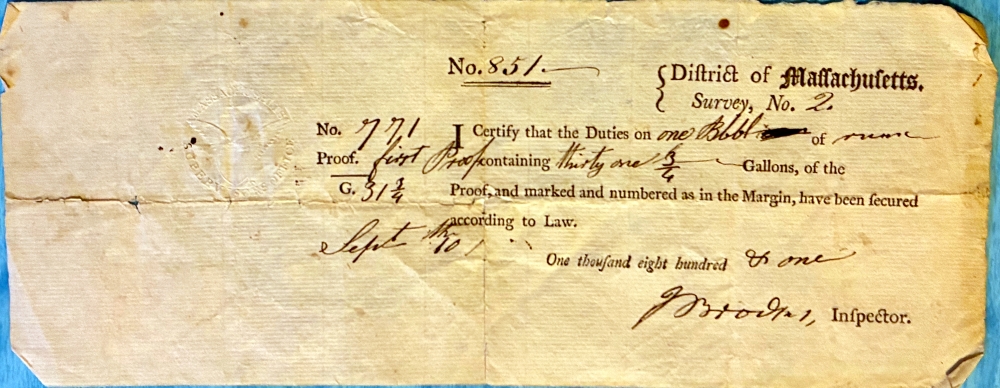 No. 851
District of Maſſachuſetts.
Survey, No. 2.
No. 771
I Certify that the Duties on one Bbbl of rum
Proof. first Proof containing thirty one 3/4 Gallons, of the
G. 31 3/4 Proof, and marked and numbered as in the Margin, have been ſecured
according to Law.
Sept th 10
One thouſand eight hundred & one
Inſpector.